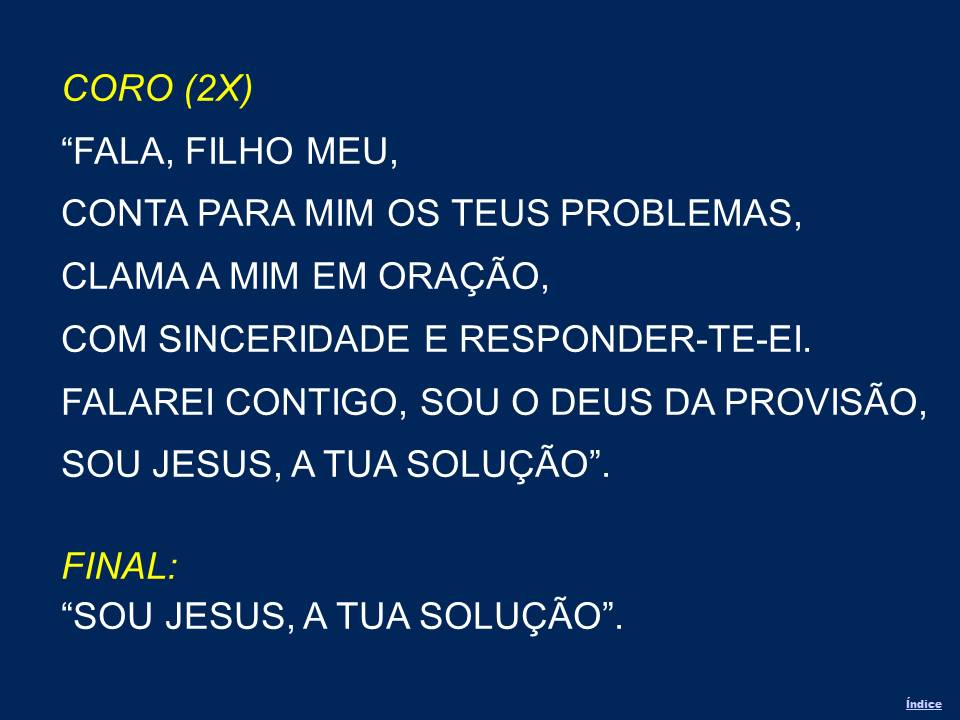 CORO (2X)
“FALA, FILHO MEU,
CONTA PARA MIM OS TEUS PROBLEMAS,
CLAMA A MIM EM ORAÇÃO,
COM SINCERIDADE E RESPONDER-TE-EI.
FALAREI CONTIGO, SOU O DEUS DA PROVISÃO,
SOU JESUS, A TUA SOLUÇÃO”.
FINAL:
“SOU JESUS, A TUA SOLUÇÃO”.
Índice